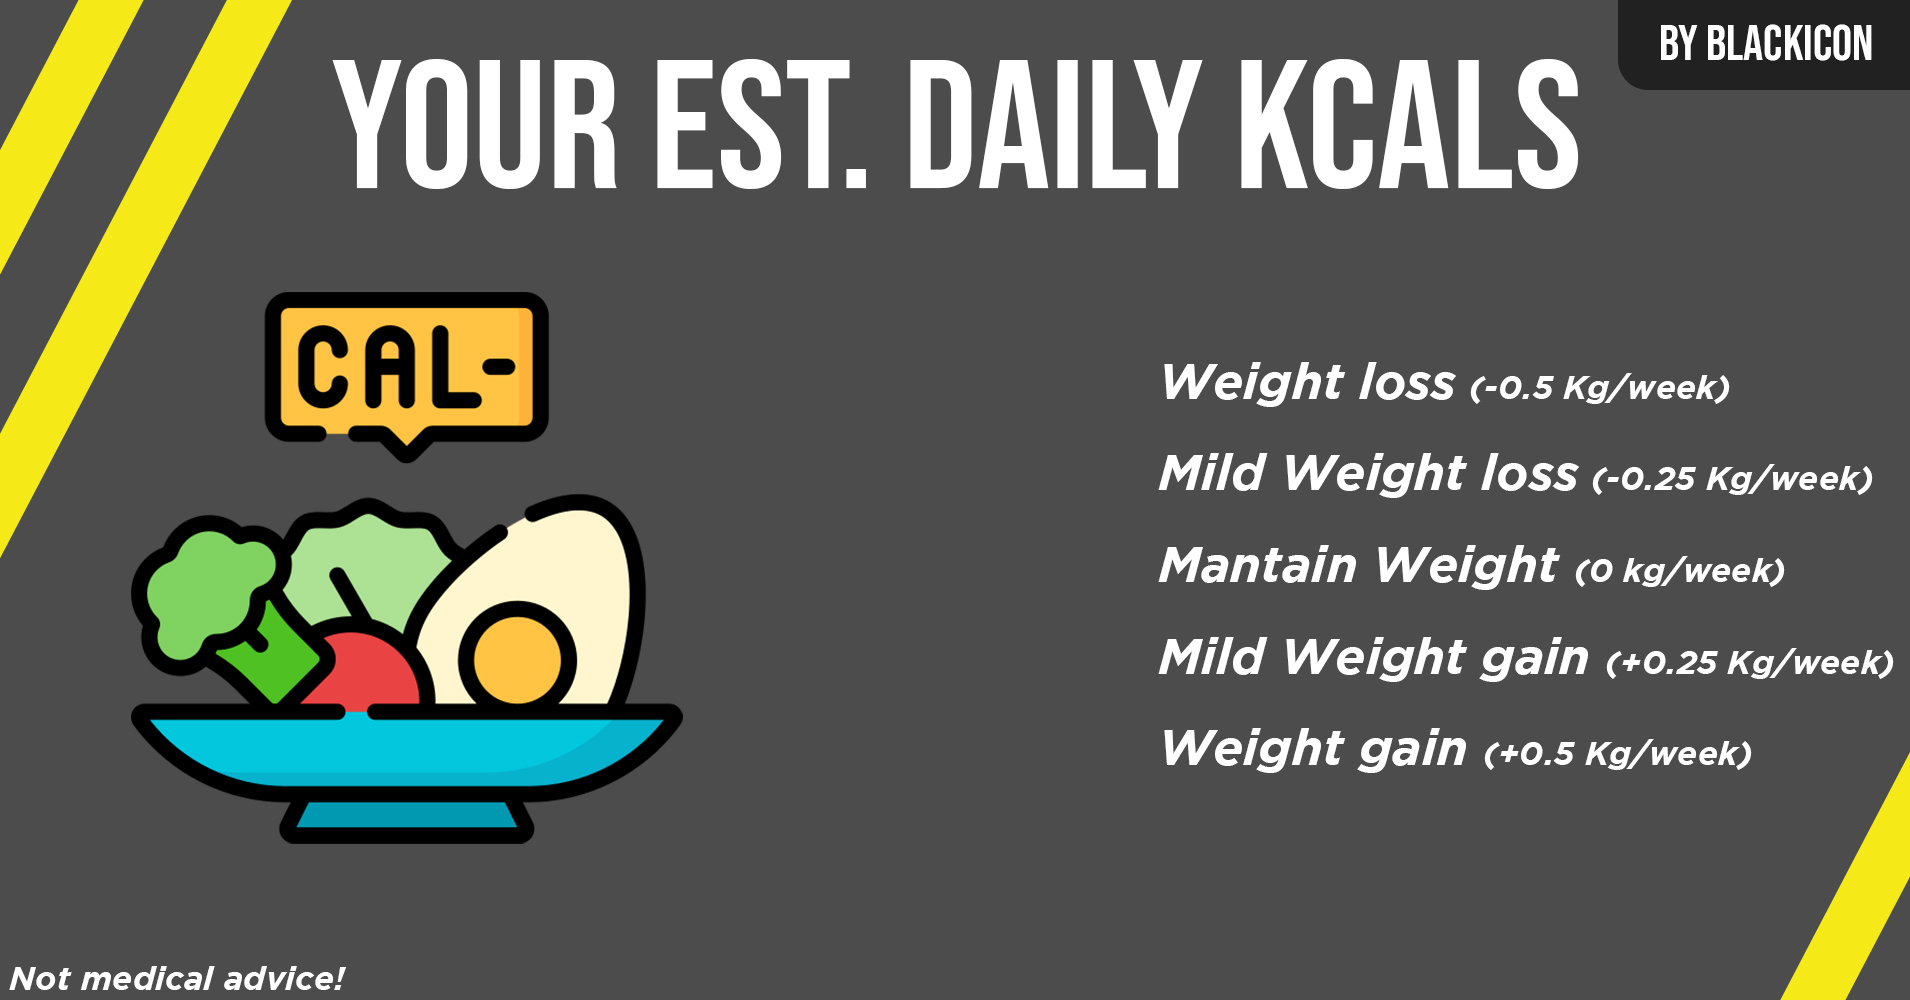 BY BLACKICON
YOUR EST. DAILY KCALS
CAL-
Weight loss (-0.5 Kg/week)
Mild Weight loss (-0.25 Kg/week)
Mantain Weight (0 kg/week)
Mild Weight gain (+0.25 Kg/week)
Weight gain (+0.5 Kg/week)
Not medical advice!